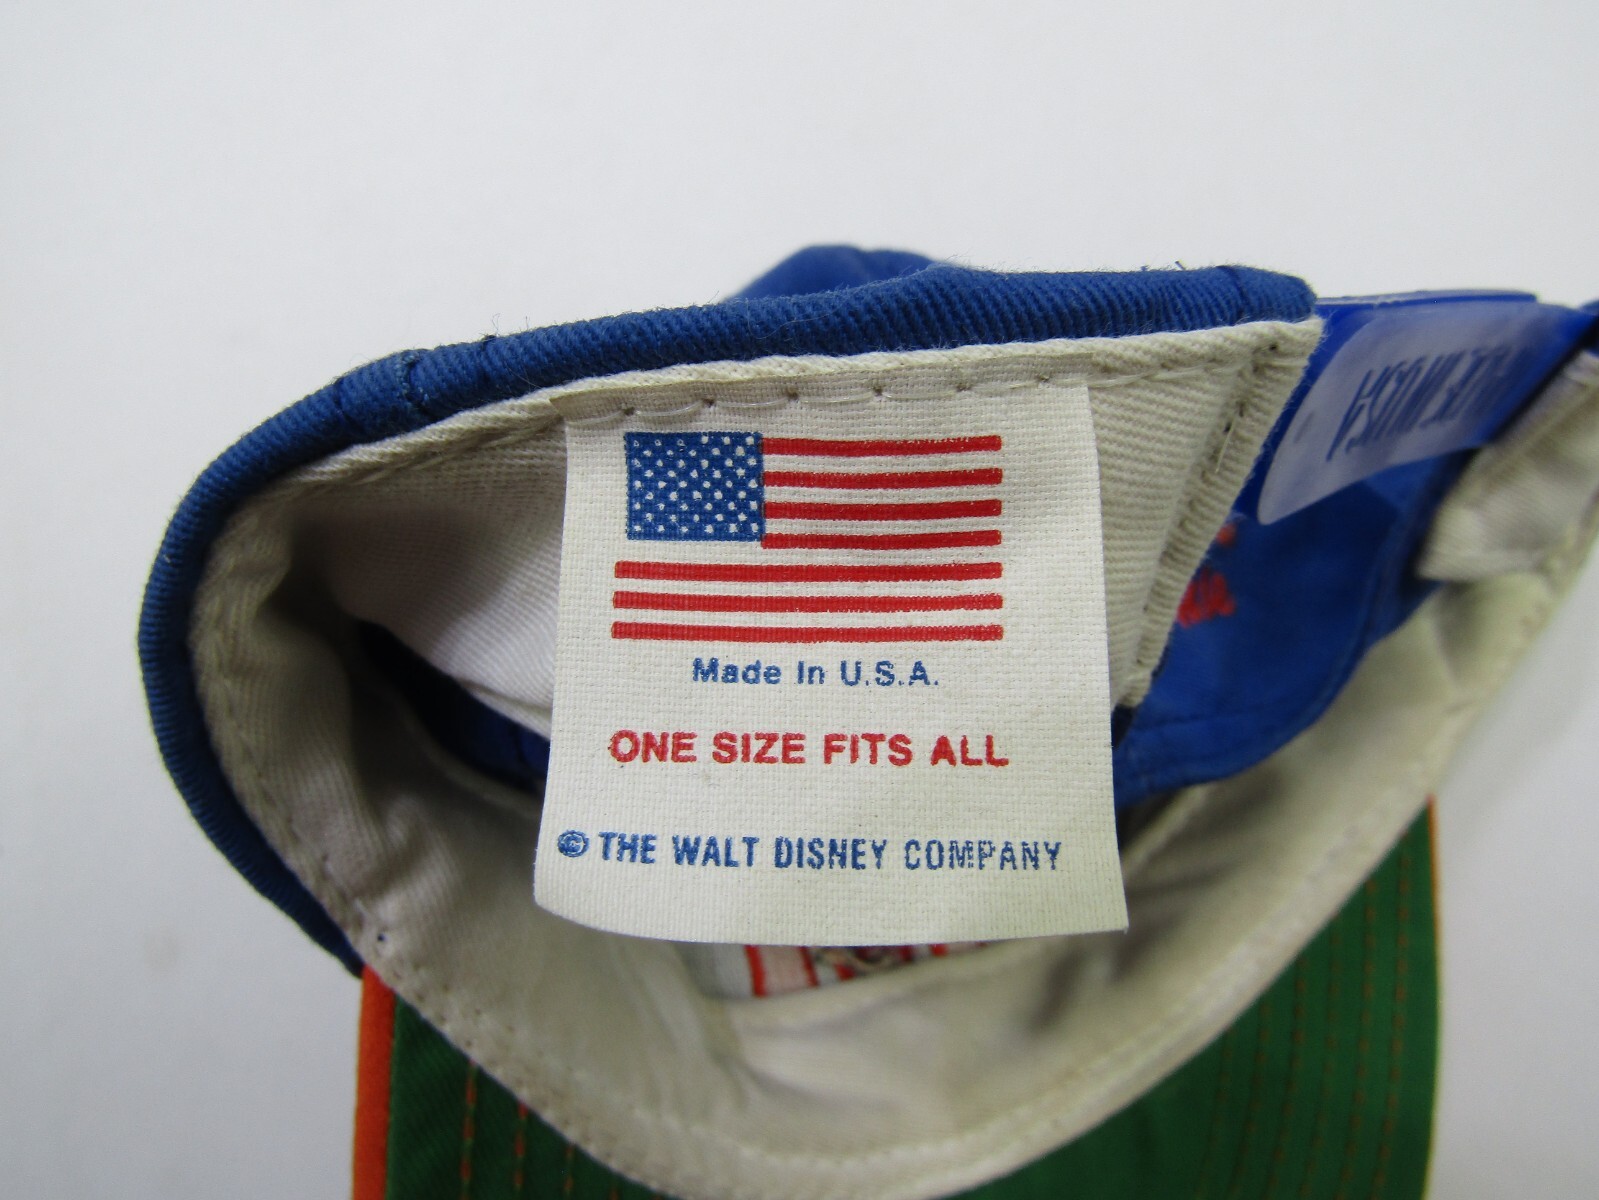 Made In U.S.A.
ONE SIZE FITS ALL
© THE WALT DISNEY COMPANY